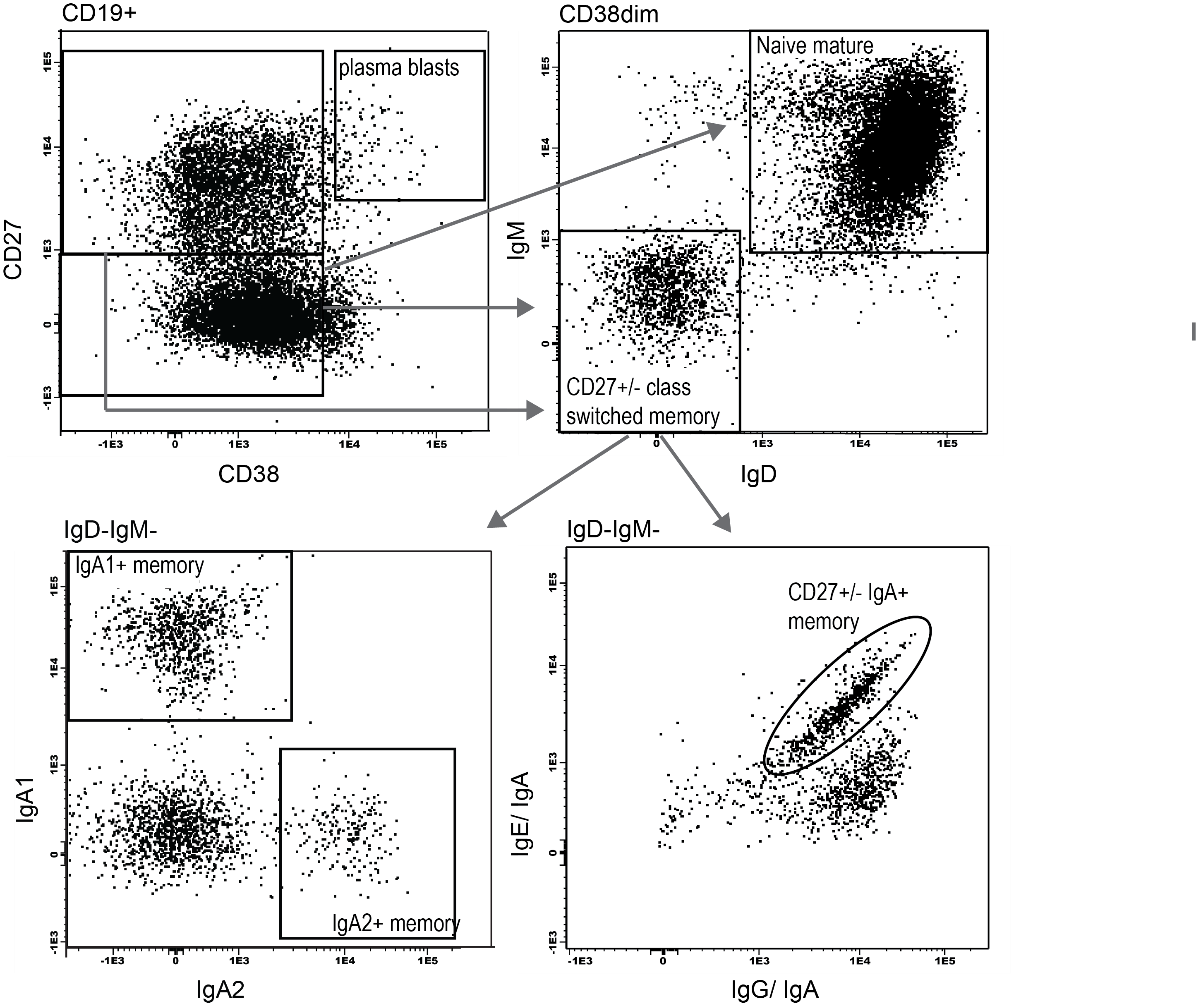 CD19+
CD27
1E5
1E4
1E3
0
-1E3
plasma blasts
-1E3
0
1E3
1E4
1E5
CD38
CD38dim
IgM
1E5
1E4
1E3
0
Naive mature
CD27+/- class
switched memory
0
1E3
1E4
1E5
IgD
IgD-IgM-
IgA1
1E5
1E4
1E3
0
-1E3
IgA1+ memory
IgA2+ memory
-1E3
0
1E3
1E4
1E5
IgA2
IgD-IgM-
IgE/ IgA
1E5
1E4
1E3
0
-1E3
CD27+/- IgA+
memory
-1E3
0
1E3
1E4
1E5
IgG/ IgA